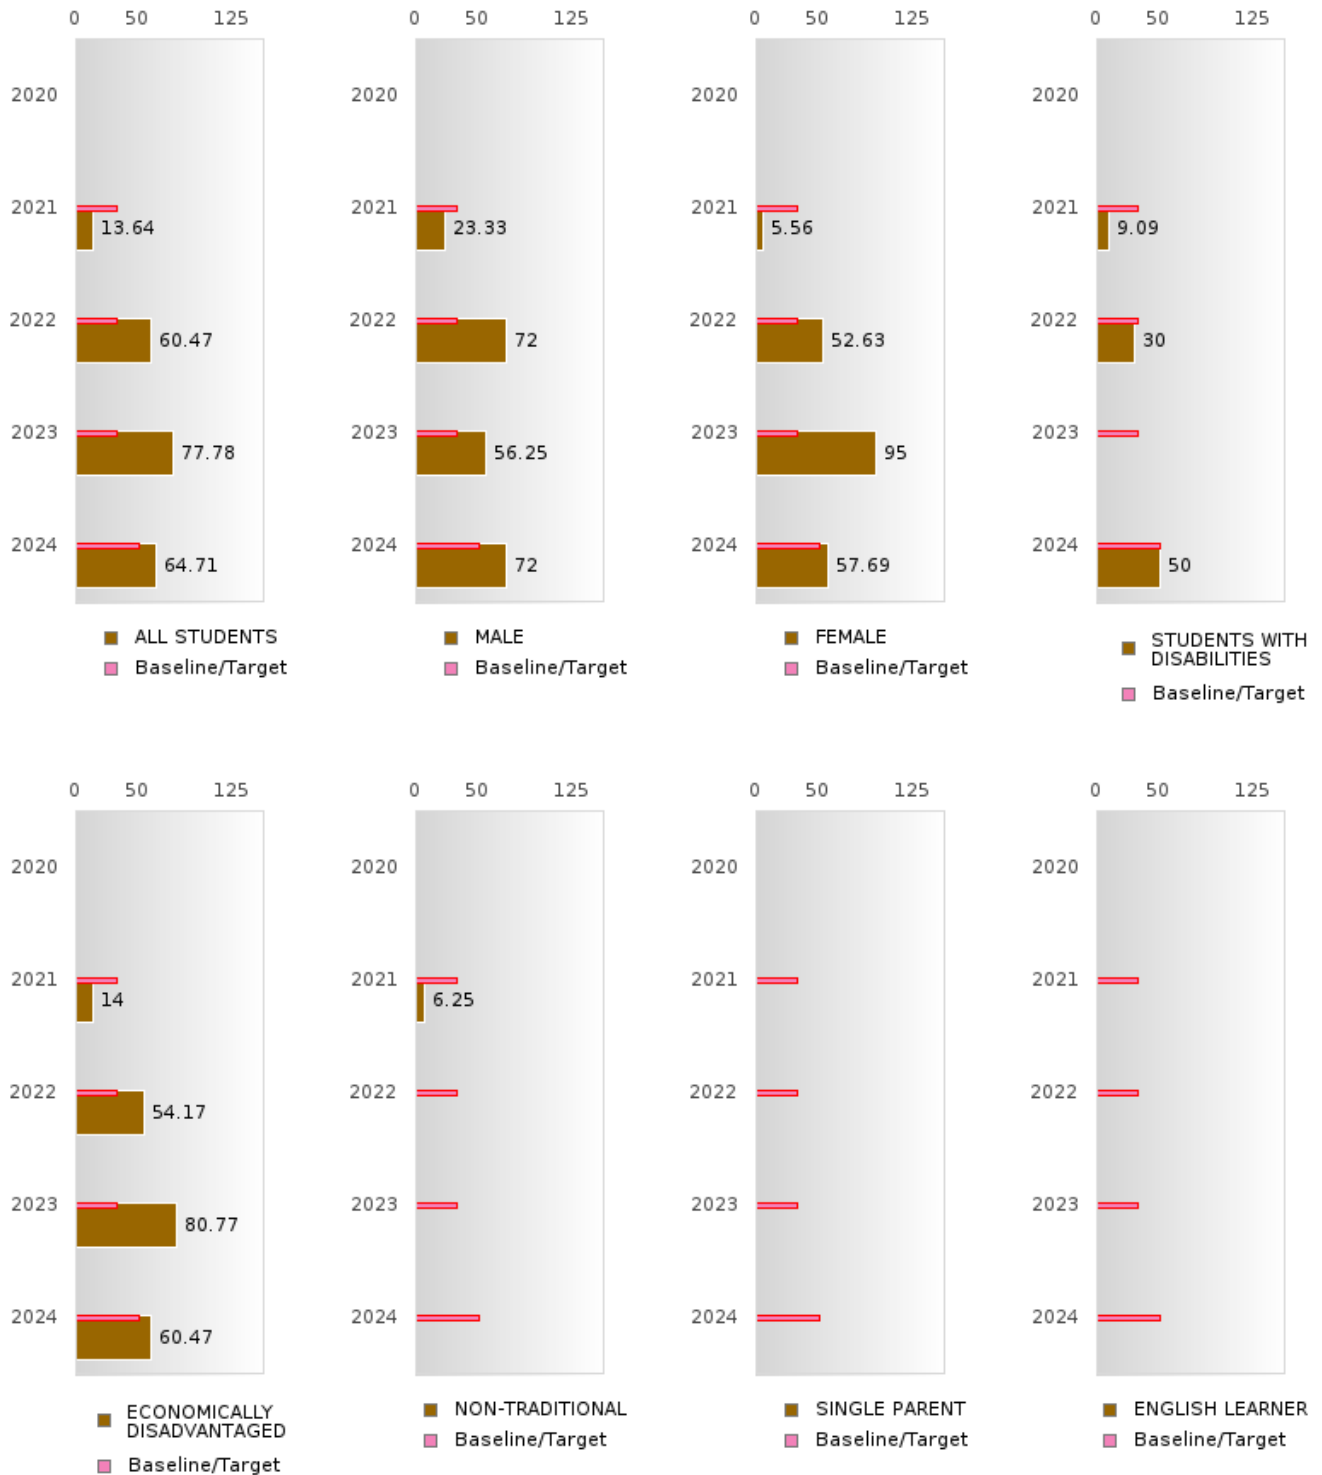 0 50 125 0 50 125 0 50 125 0 50 125
2020 2020 2020 2020
2021 2021 2021 2021
13.64 23.33 5.56 9.09
2022 2022 2022 2022
60.47 72 52.63 30
2023 2023 2023 2023
77.78 56.25 95
2024 2024 2024 2024
64.71 72 57.69 50
ALL STUDENTS MALE FEMALE STUDENTS WITH
DISABILITIES
Baseline/Target Baseline/Target Baseline/Target Baseline/Target
0 50 125 0 50 125 0 50 125 0 50 125
2020 2020 2020 2020
2021 2021 2021 2021
14 6.25
2022 2022 2022 2022
54.17
2023 2023 2023 2023
80.77
2024 2024 2024 2024
60.47
ECONOMICALLY NON-TRADITIONAL SINGLE PARENT ENGLISH LEARNER
DISADVANTAGED
Baseline/Target Baseline/Target Baseline/Target Baseline/Target